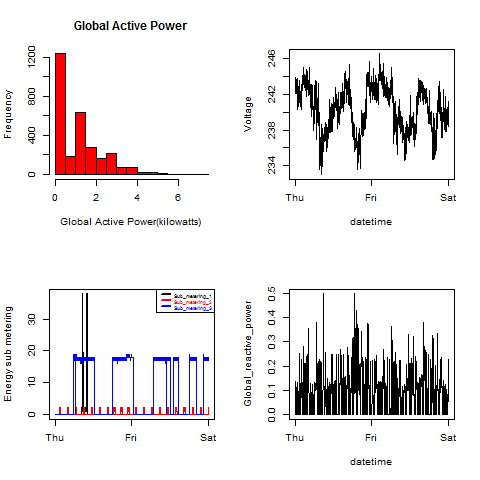 Global Active Power
Frequency
0 400 800 1200
0 2 4 6
Global Active Power(kilowatts)
Voltage
234 238 242 246
Thu Fri Sat
datetime
Energy sub metering
0 10 20 30
Sub_metering_1
Sub_metering_2
Sub_metering_3
Thu Fri Sat
Global_reactive_power
0.0 0.1 0.2 0.3 0.4 0.5
Thu Fri Sat
datetime